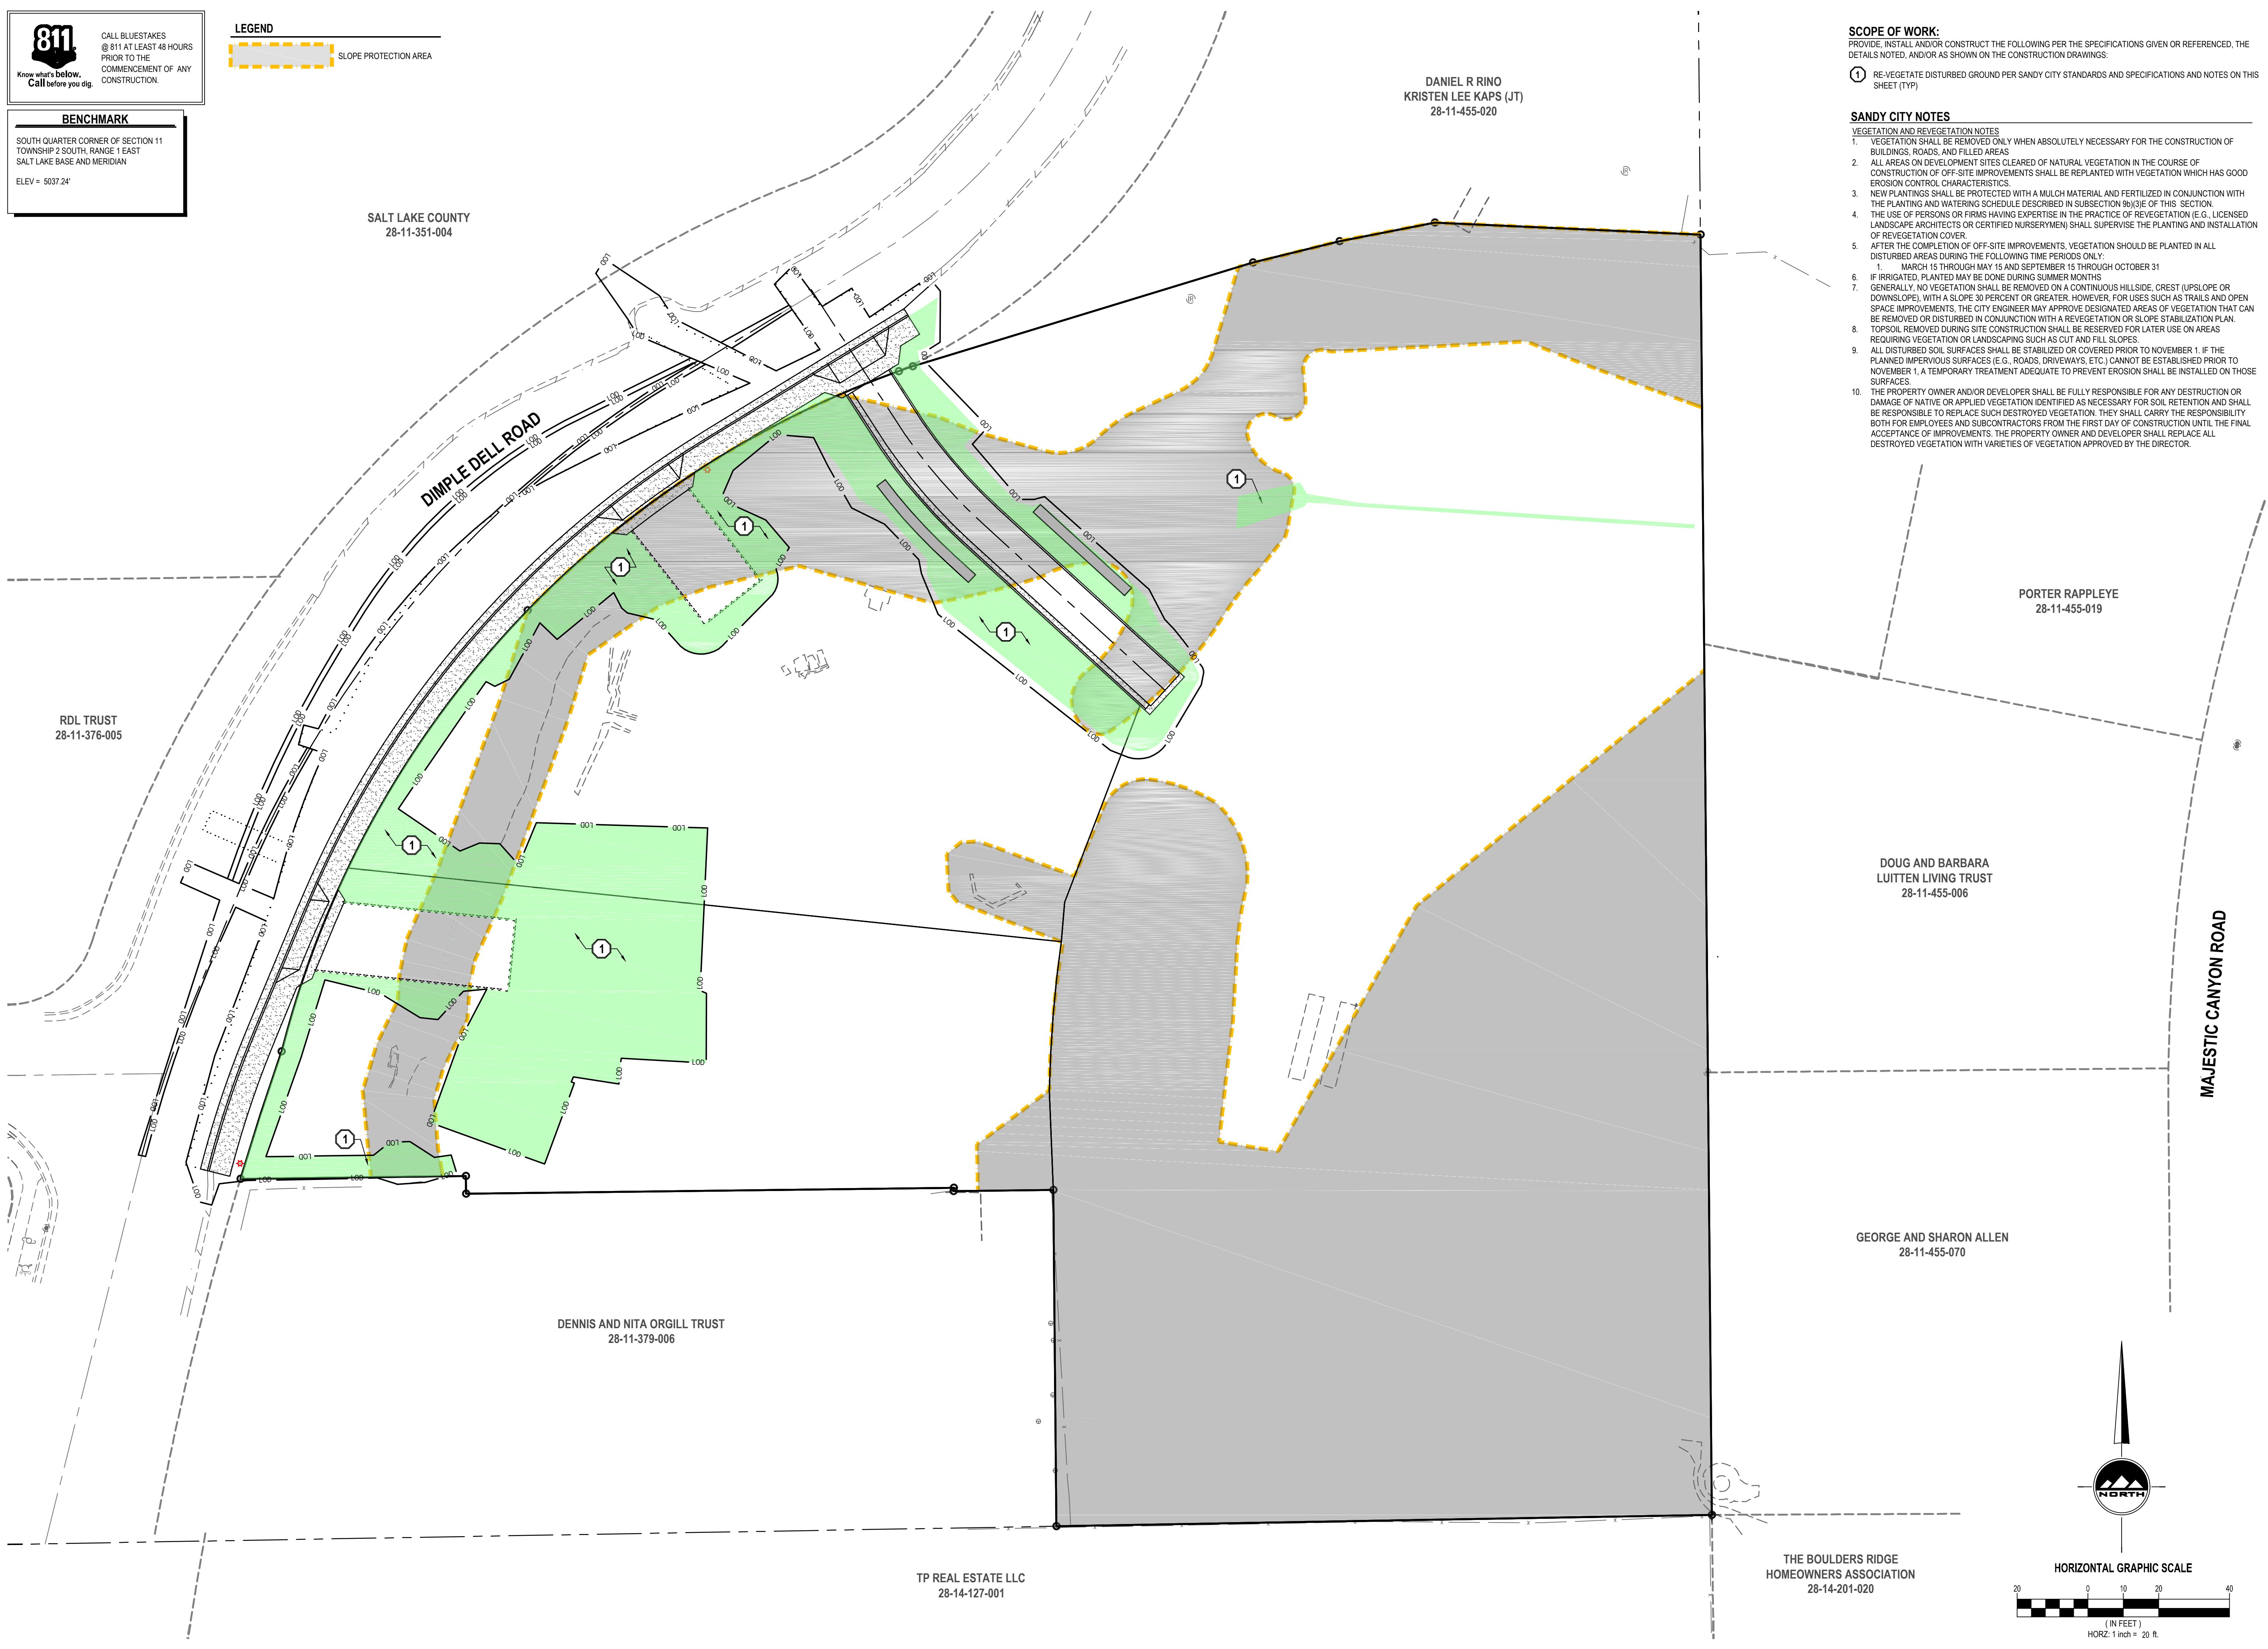 811
Know what's below.
Call before you dig.
CALL BLUESTAKES
@ 811 AT LEAST 48 HOURS
PRIOR TO THE
COMMENCEMENT OF ANY
CONSTRUCTION.
BENCHMARK
SOUTH QUARTER CORNER OF SECTION 11
TOWNSHIP 2 SOUTH, RANGE 1 EAST
SALT LAKE BASE AND MERIDIAN
ELEV = 5037.24'
LEGEND
SLOPE PROTECTION AREA
SCOPE OF WORK:
PROVIDE, INSTALL AND/OR CONSTRUCT THE FOLLOWING PER THE SPECIFICATIONS GIVEN OR REFERENCED, THE
DETAILS NOTED, AND/OR AS SHOWN ON THE CONSTRUCTION DRAWINGS:
1 RE-VEGETATE DISTURBED GROUND PER SANDY CITY STANDARDS AND SPECIFICATIONS AND NOTES ON THIS
SHEET (TYP)
SANDY CITY NOTES
VEGETATION AND REVEGETATION NOTES
1. VEGETATION SHALL BE REMOVED ONLY WHEN ABSOLUTELY NECESSARY FOR THE CONSTRUCTION OF
BUILDINGS, ROADS, AND FILLED AREAS
2. ALL AREAS ON DEVELOPMENT SITES CLEARED OF NATURAL VEGETATION IN THE COURSE OF
CONSTRUCTION OF OFF-SITE IMPROVEMENTS SHALL BE REPLANTED WITH VEGETATION WHICH HAS GOOD
EROSION CONTROL CHARACTERISTICS.
3. NEW PLANTINGS SHALL BE PROTECTED WITH A MULCH MATERIAL AND FERTILIZED IN CONJUNCTION WITH
THE PLANTING AND WATERING SCHEDULE DESCRIBED IN SUBSECTION 9b)(3)E OF THIS SECTION.
4. THE USE OF PERSONS OR FIRMS HAVING EXPERTISE IN THE PRACTICE OF REVEGETATION (E.G., LICENSED
LANDSCAPE ARCHITECTS OR CERTIFIED NURSERYMEN) SHALL SUPERVISE THE PLANTING AND INSTALLATION
OF REVEGETATION COVER.
5. AFTER THE COMPLETION OF OFF-SITE IMPROVEMENTS, VEGETATION SHOULD BE PLANTED IN ALL
DISTURBED AREAS DURING THE FOLLOWING TIME PERIODS ONLY:
1. MARCH 15 THROUGH MAY 15 AND SEPTEMBER 15 THROUGH OCTOBER 31
6. IF IRRIGATED, PLANTED MAY BE DONE DURING SUMMER MONTHS
7. GENERALLY, NO VEGETATION SHALL BE REMOVED ON A CONTINUOUS HILLSIDE, CREST (UPSLOPE OR
DOWNSLOPE), WITH A SLOPE 30 PERCENT OR GREATER. HOWEVER, FOR USES SUCH AS TRAILS AND OPEN
SPACE IMPROVEMENTS, THE CITY ENGINEER MAY APPROVE DESIGNATED AREAS OF VEGETATION THAT CAN
BE REMOVED OR DISTURBED IN CONJUNCTION WITH A REVEGETATION OR SLOPE STABILIZATION PLAN.
8. TOPSOIL REMOVED DURING SITE CONSTRUCTION SHALL BE RESERVED FOR LATER USE ON AREAS
REQUIRING VEGETATION OR LANDSCAPING SUCH AS CUT AND FILL SLOPES.
9. ALL DISTURBED SOIL SURFACES SHALL BE STABILIZED OR COVERED PRIOR TO NOVEMBER 1. IF THE
PLANNED IMPERVIOUS SURFACES (E.G., ROADS, DRIVEWAYS, ETC.) CANNOT BE ESTABLISHED PRIOR TO
NOVEMBER 1, A TEMPORARY TREATMENT ADEQUATE TO PREVENT EROSION SHALL BE INSTALLED ON THOSE
SURFACES.
10. THE PROPERTY OWNER AND/OR DEVELOPER SHALL BE FULLY RESPONSIBLE FOR ANY DESTRUCTION OR
DAMAGE OF NATIVE OR APPLIED VEGETATION IDENTIFIED AS NECESSARY FOR SOIL RETENTION AND SHALL
BE RESPONSIBLE TO REPLACE SUCH DESTROYED VEGETATION. THEY SHALL CARRY THE RESPONSIBILITY
BOTH FOR EMPLOYEES AND SUBCONTRACTORS FROM THE FIRST DAY OF CONSTRUCTION UNTIL THE FINAL
ACCEPTANCE OF IMPROVEMENTS. THE PROPERTY OWNER AND DEVELOPER SHALL REPLACE ALL
DESTROYED VEGETATION WITH VARIETIES OF VEGETATION APPROVED BY THE DIRECTOR.
DANIEL R RINO
KRISTEN LEE KAPS (JT)
28-11-455-020
SALT LAKE COUNTY
28-11-351-004
DIMPLE DELL ROAD
LOD
1
1
1
1
1
1
1
PORTER RAPPLEYE
28-11-455-019
RDL TRUST
28-11-376-005
DOUG AND BARBARA
LUITTEN LIVING TRUST
28-11-455-006
MAJESTIC CANYON ROAD
GEORGE AND SHARON ALLEN
28-11-455-070
DENNIS AND NITA ORGILL TRUST
28-11-379-006
TP REAL ESTATE LLC
28-14-127-001
THE BOULDERS RIDGE
HOMEOWNERS ASSOCIATION
28-14-201-020
NORTH
HORIZONTAL GRAPHIC SCALE
20 0 10 20 40
( IN FEET )
HORZ: 1 inch = 20 ft.